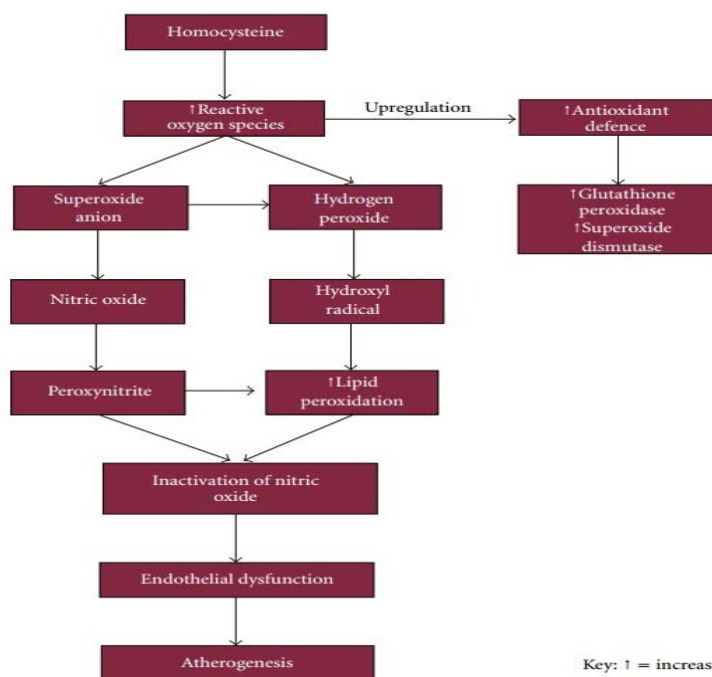 Homocysteine
↑Reactive
oxygen species
Upregulation
↑Antioxidant
defence
Superoxide
anion
Hydrogen
peroxide
↑Glutathione
peroxidase
↑Superoxide
dismutase
Nitric oxide
Hydroxyl
radical
Peroxynitrite
↑Lipid
peroxidation
Inactivation of nitric
oxide
Endothelial dysfunction
Atherogenesis
Key: ↑ = increas